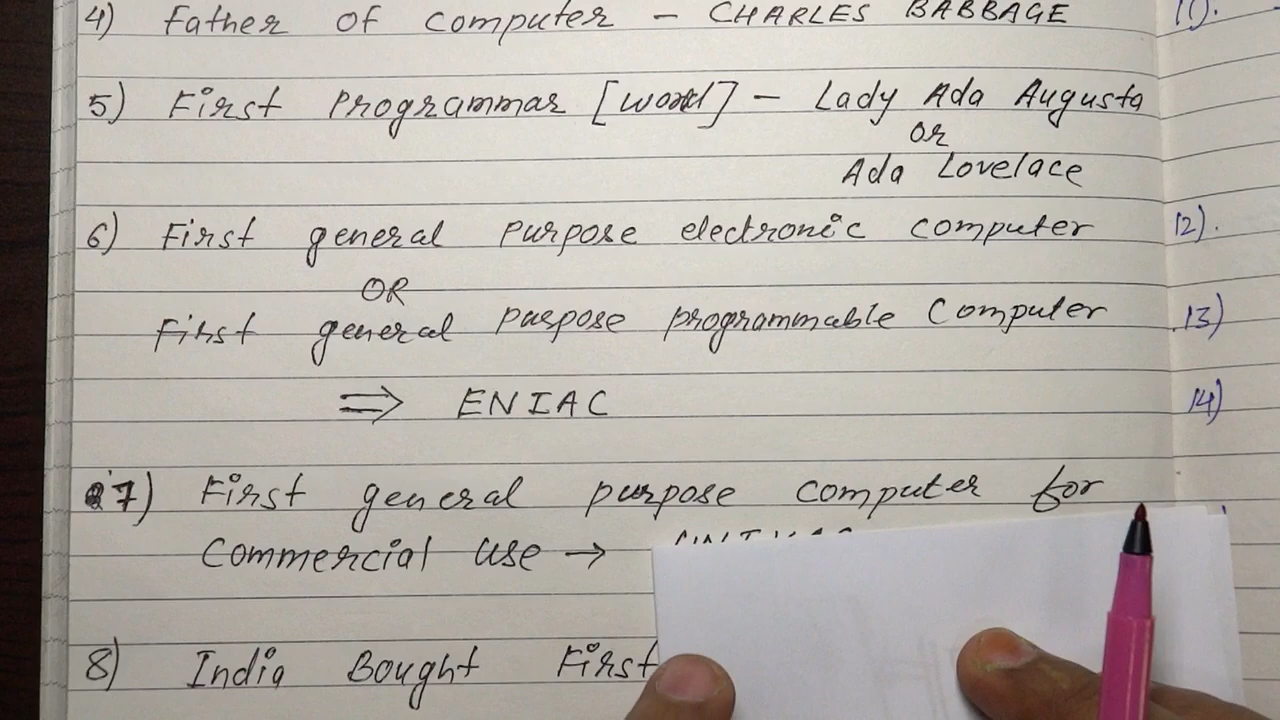 4) Father of computer - CHARLES BABBAGE
5) First Programmar [World] - Lady Ada Augusta
OR
Ada Lovelace
6) First general purpose electronic computer
OR
First general purpose programmable Computer
⇒ ENIAC
7) First general purpose computer for
Commercial use →
8) India Bought First
11).
12).
13)
14)